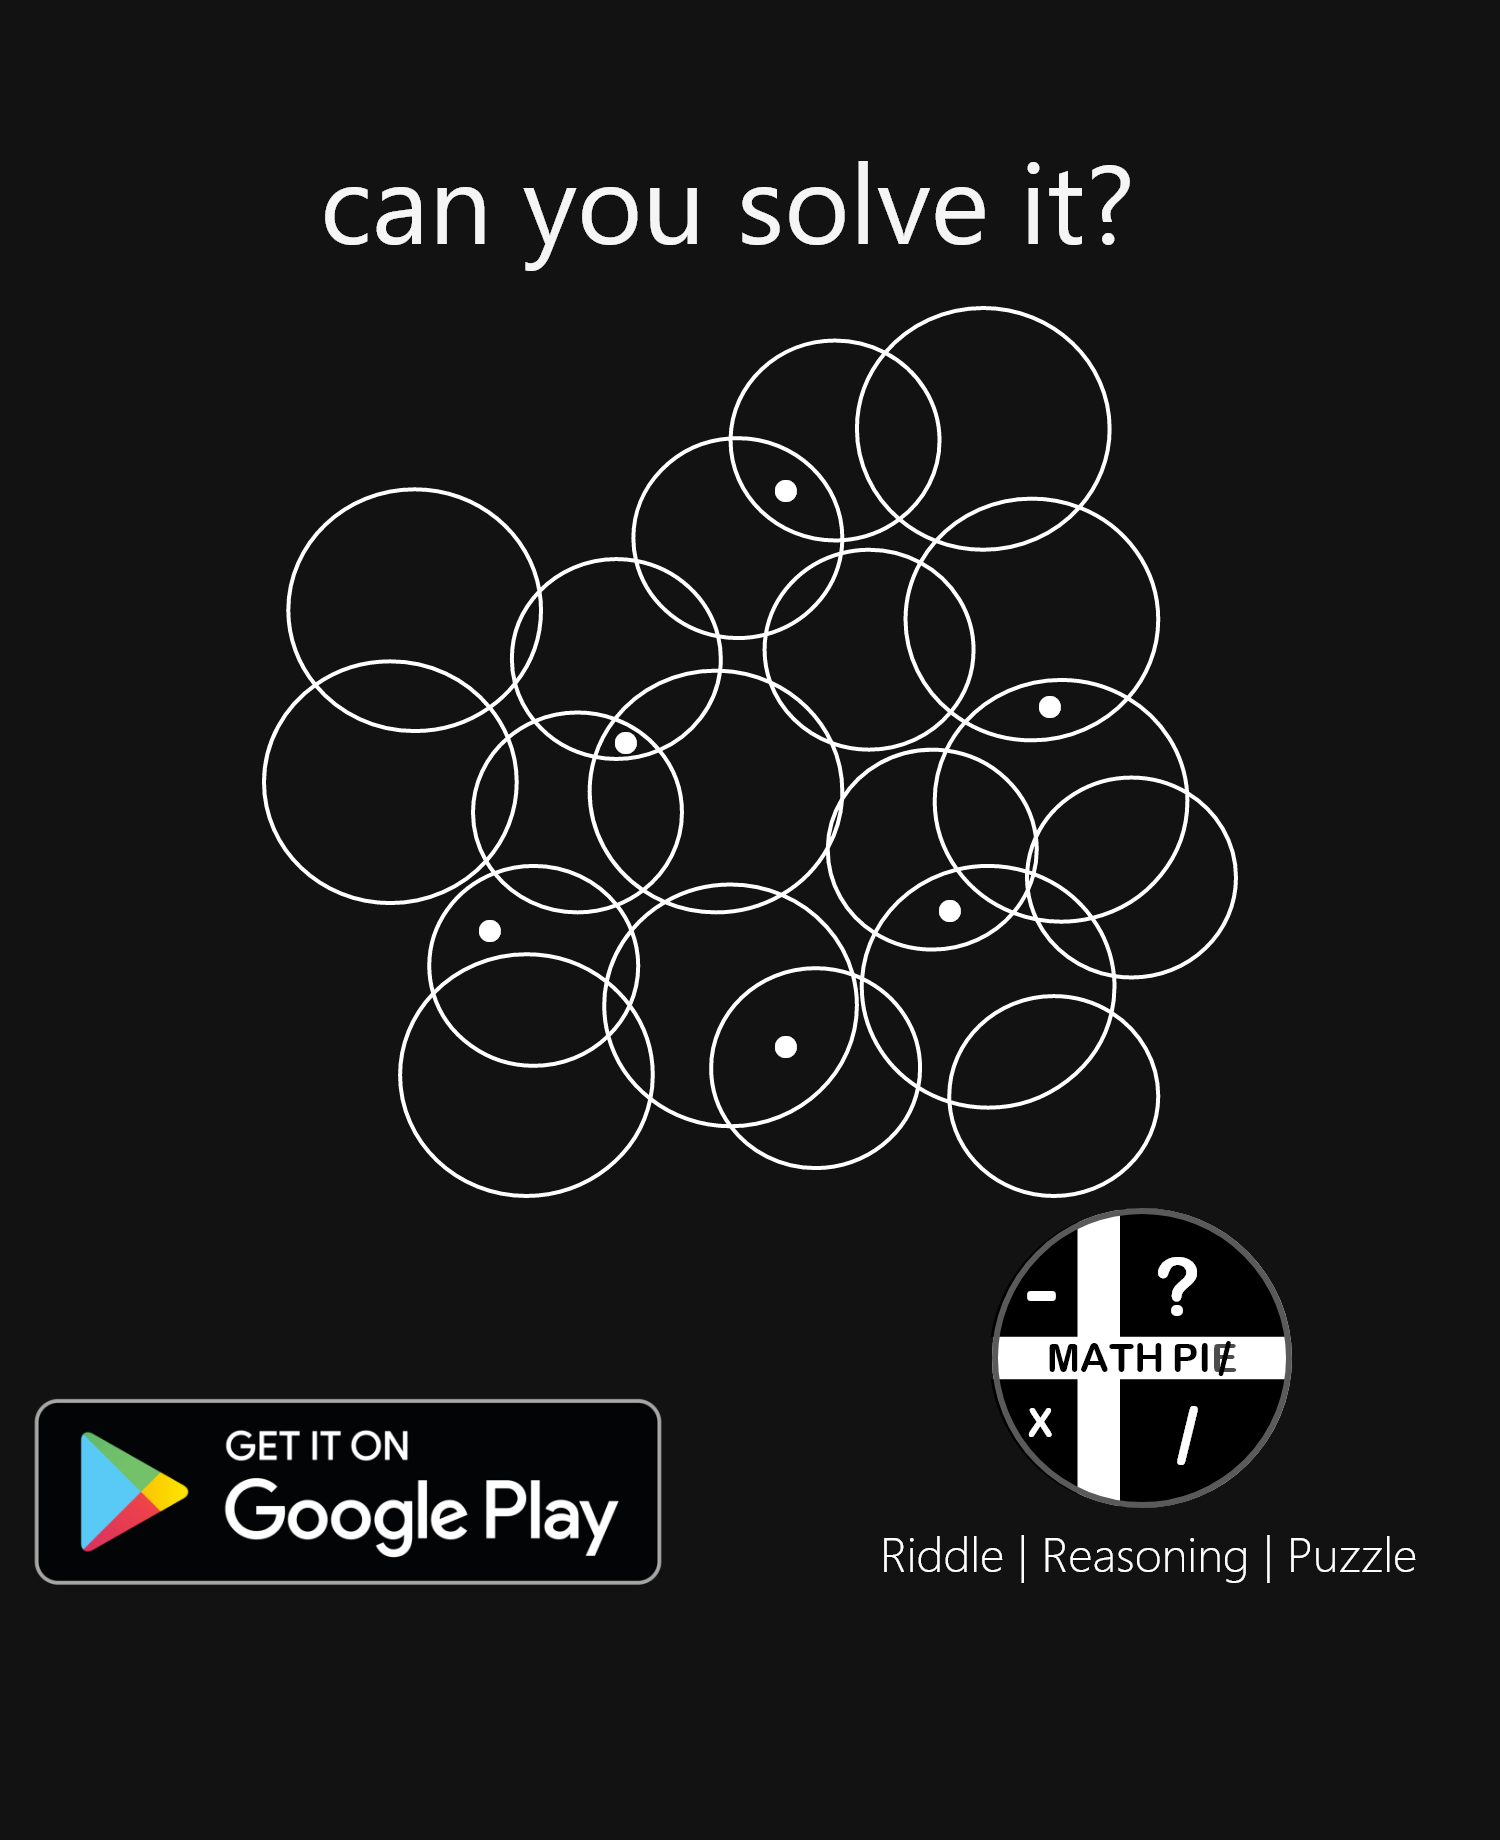 can you solve it?
?
-
MATH PIE
x
/
GET IT ON
Google Play
Riddle | Reasoning | Puzzle